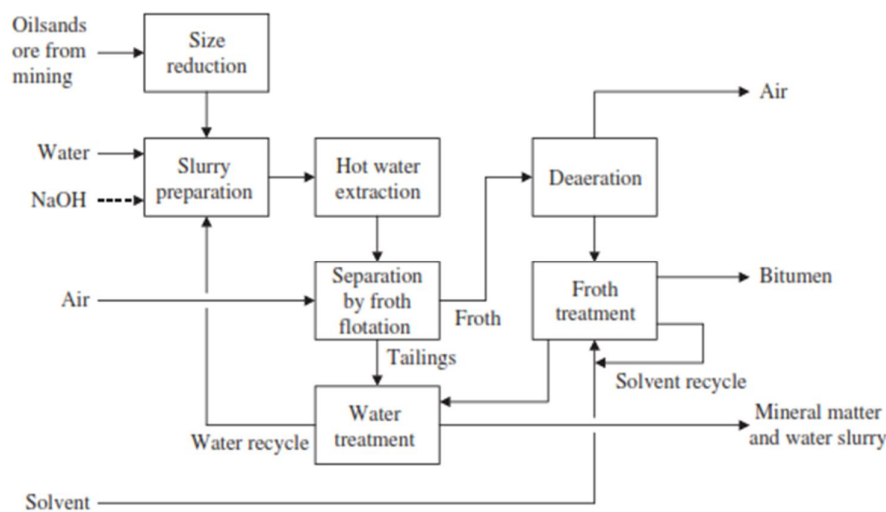 Oilsands
ore from
mining
Size
reduction
Air
Water
NaOH
Slurry
preparation
Hot water
extraction
Deaeration
Air
Separation
by froth
flotation
Froth
Froth
treatment
Bitumen
Tailings
Solvent recycle
Water recycle
Water
treatment
Mineral matter
and water slurry
Solvent